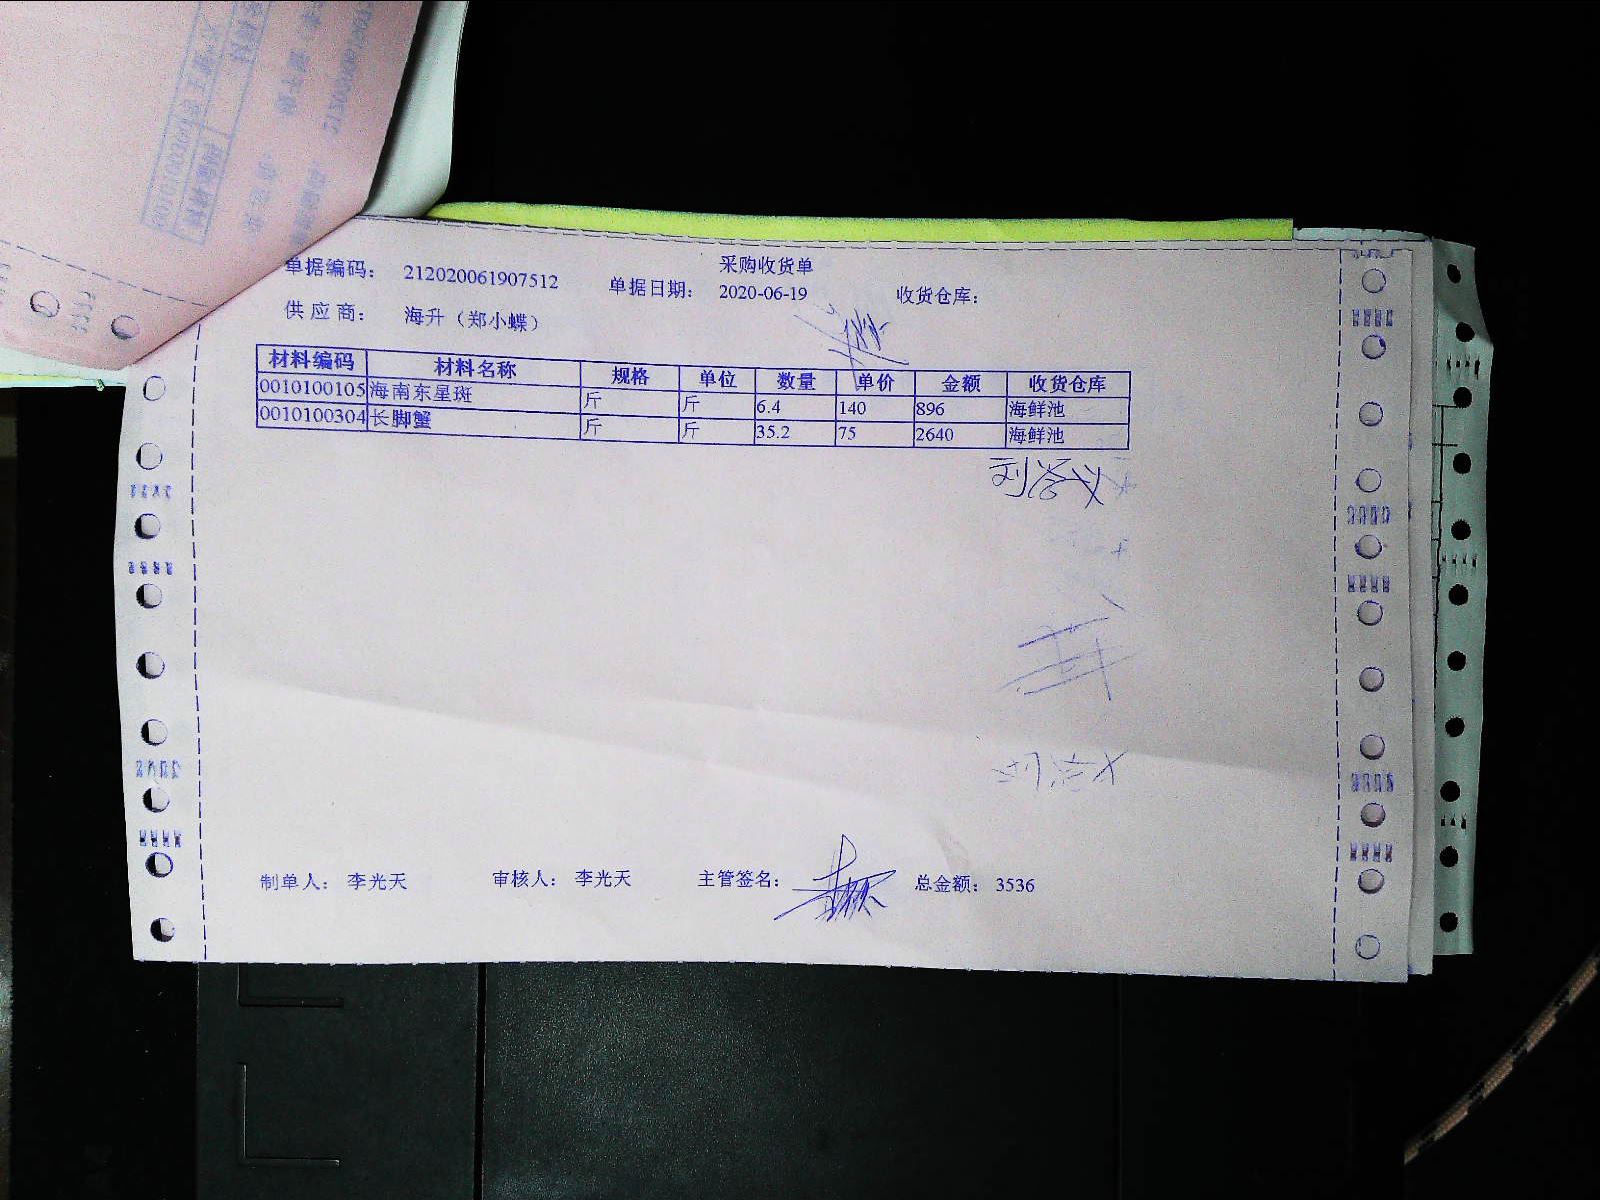 采购收货单
单据编码： 212020061907512 单据日期： 2020-06-19 收货仓库：
供应商： 海升（郑小蝶）
材料编码 材料名称 规格 单位 数量 单价 金额 收货仓库
0010100105 海南东星斑 斤 斤 6.4 140 896 海鲜池
0010100304 长脚蟹 斤 斤 35.2 75 2640 海鲜池
制单人： 李光天 审核人： 李光天 主管签名： 总金额： 3536